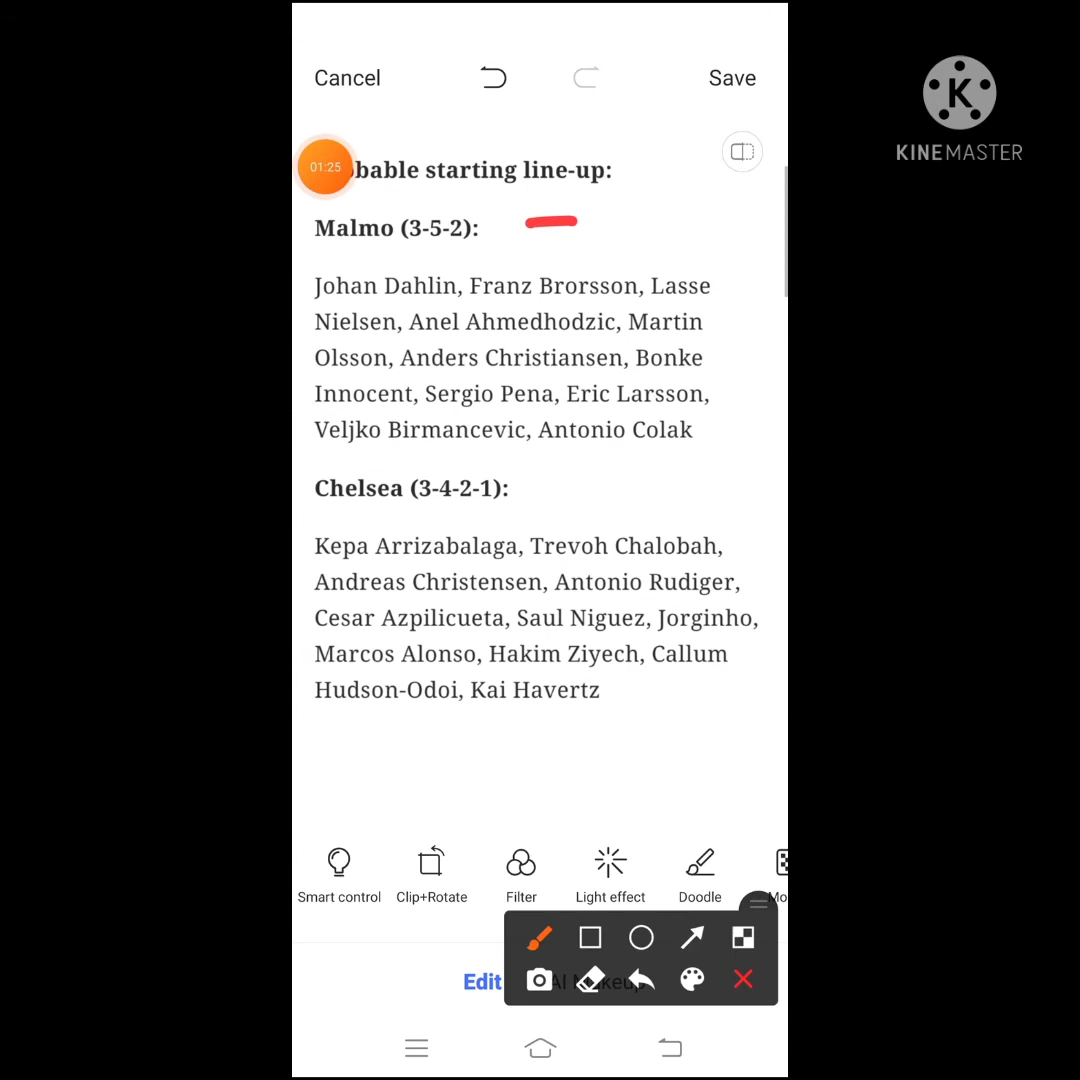 Cancel
Save
K
KINEMASTER
01:25
bable starting line-up:
Malmo (3-5-2):
Johan Dahlin, Franz Brorsson, Lasse
Nielsen, Anel Ahmedhodzic, Martin
Olsson, Anders Christiansen, Bonke
Innocent, Sergio Pena, Eric Larsson,
Veljko Birmancevic, Antonio Colak
Chelsea (3-4-2-1):
Kepa Arrizabalaga, Trevoh Chalobah,
Andreas Christensen, Antonio Rudiger,
Cesar Azpilicueta, Saul Niguez, Jorginho,
Marcos Alonso, Hakim Ziyech, Callum
Hudson-Odoi, Kai Havertz
Smart control Clip+Rotate Filter Light effect Doodle Mo
Edit AI Makeup